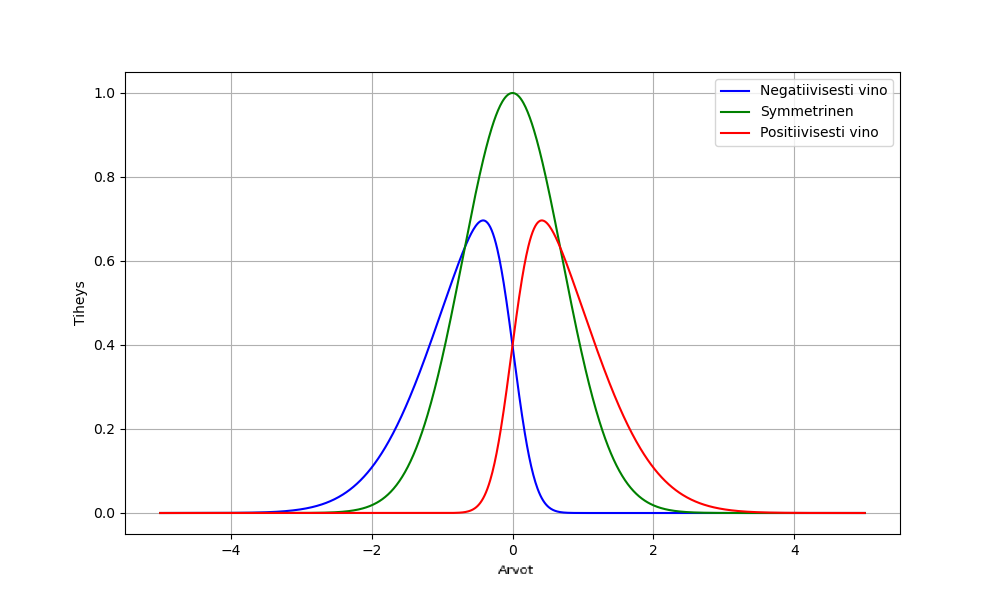 Negatiivisesti vino
Symmetrinen
Positiivisesti vino
1.0
0.8
0.6
0.4
0.2
0.0
Tiheys
−4
−2
0
2
4
Arvot